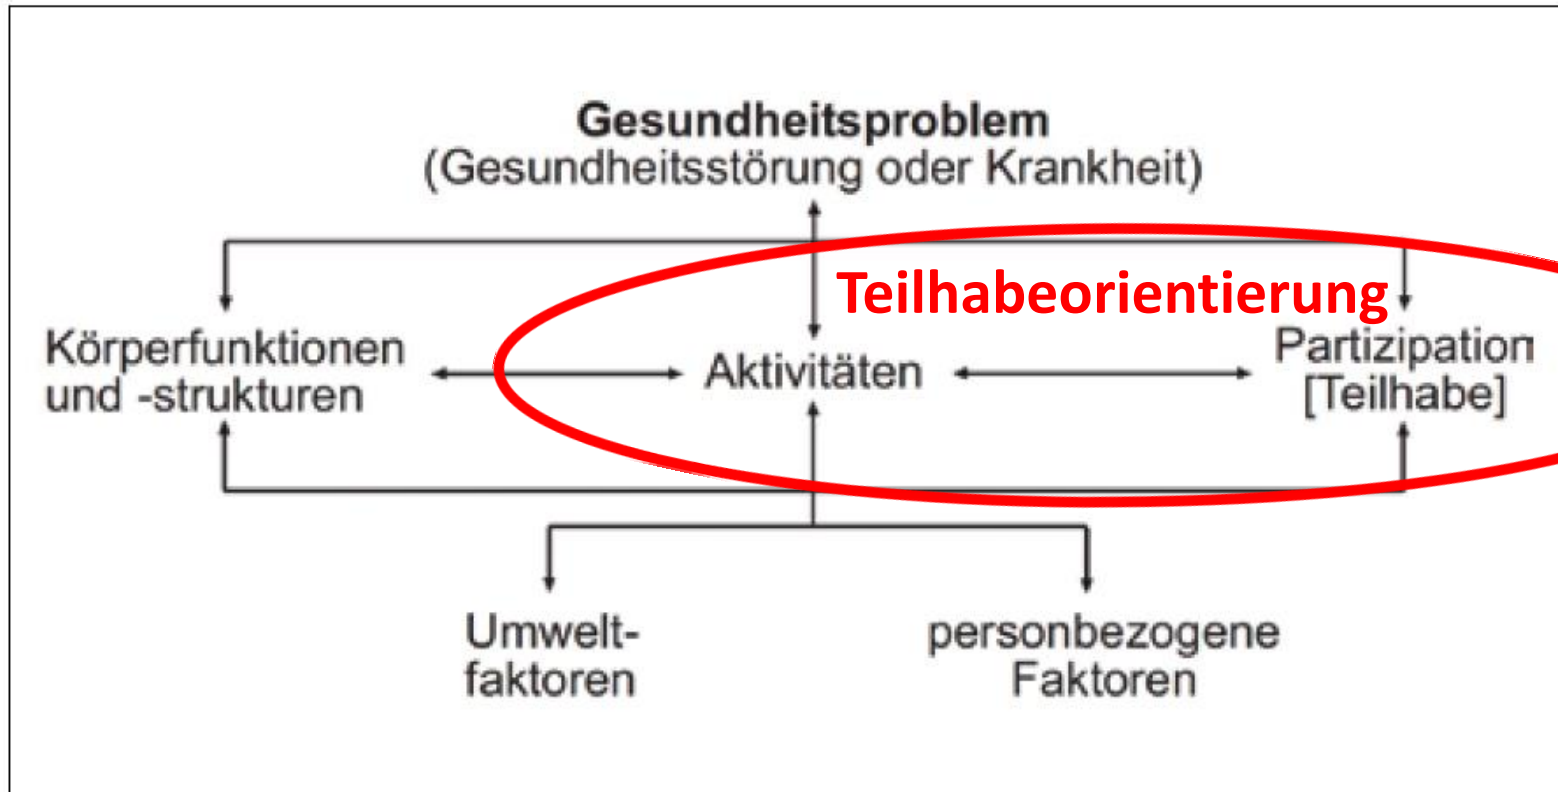 Gesundheitsproblem
(Gesundheitsstörung oder Krankheit)
Teilhabeorientierung
Körperfunktionen
und -strukturen
Aktivitäten
Partizipation
[Teilhabe]
Umwelt-
faktoren
personbezogene
Faktoren